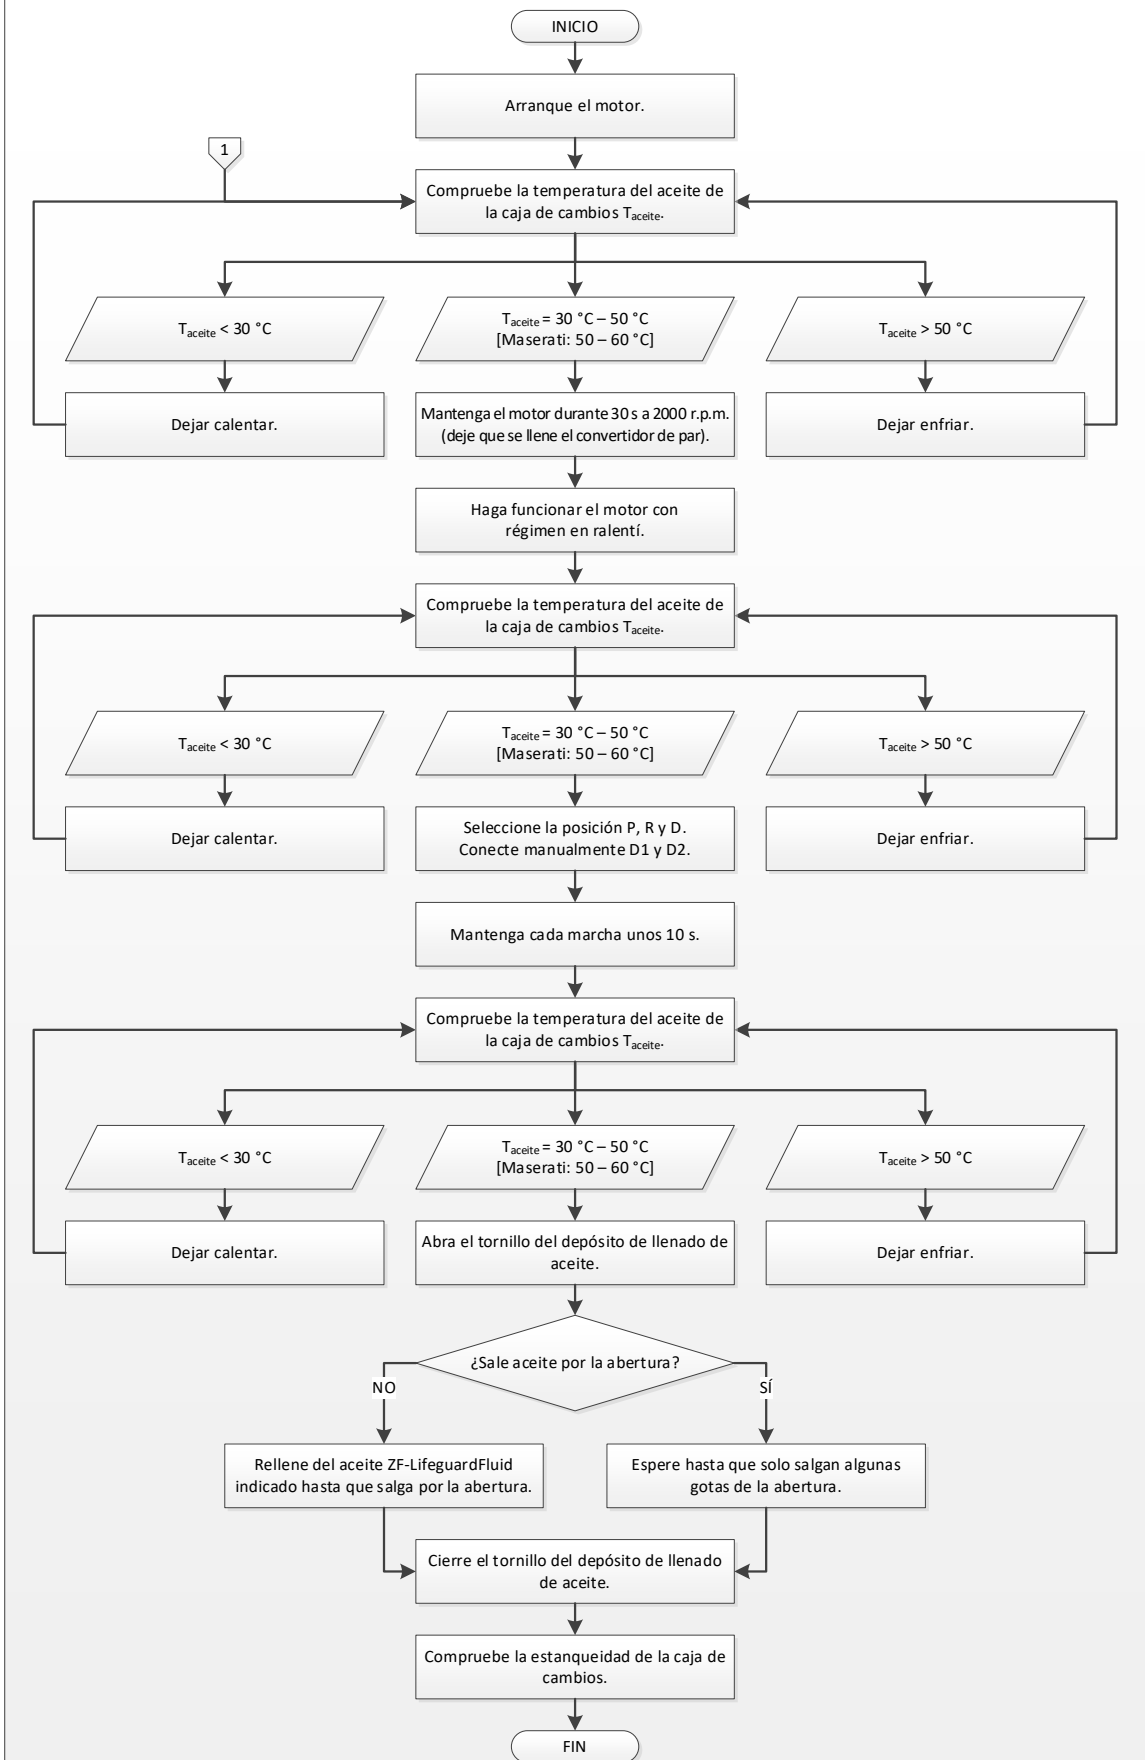 INICIO
Arranque el motor.
1
Compruebe la temperatura del aceite de
la caja de cambios Taceite.
Taceite < 30 °C
Taceite = 30 °C – 50 °C
[Maserati: 50 – 60 °C]
Taceite > 50 °C
Dejar calentar.
Mantenga el motor durante 30 s a 2000 r.p.m.
(deje que se llene el convertidor de par).
Dejar enfriar.
Haga funcionar el motor con
régimen en ralentí.
Compruebe la temperatura del aceite de
la caja de cambios Taceite.
Taceite < 30 °C
Taceite = 30 °C – 50 °C
[Maserati: 50 – 60 °C]
Taceite > 50 °C
Dejar calentar.
Seleccione la posición P, R y D.
Conecte manualmente D1 y D2.
Dejar enfriar.
Mantenga cada marcha unos 10 s.
Compruebe la temperatura del aceite de
la caja de cambios Taceite.
Taceite < 30 °C
Taceite = 30 °C – 50 °C
[Maserati: 50 – 60 °C]
Taceite > 50 °C
Dejar calentar.
Abra el tornillo del depósito de llenado de
aceite.
Dejar enfriar.
¿Sale aceite por la abertura?
NO
SÍ
Rellene del aceite ZF-LifeguardFluid
indicado hasta que salga por la abertura.
Espere hasta que solo salgan algunas
gotas de la abertura.
Cierre el tornillo del depósito de llenado
de aceite.
Compruebe la estanqueidad de la caja de
cambios.
FIN